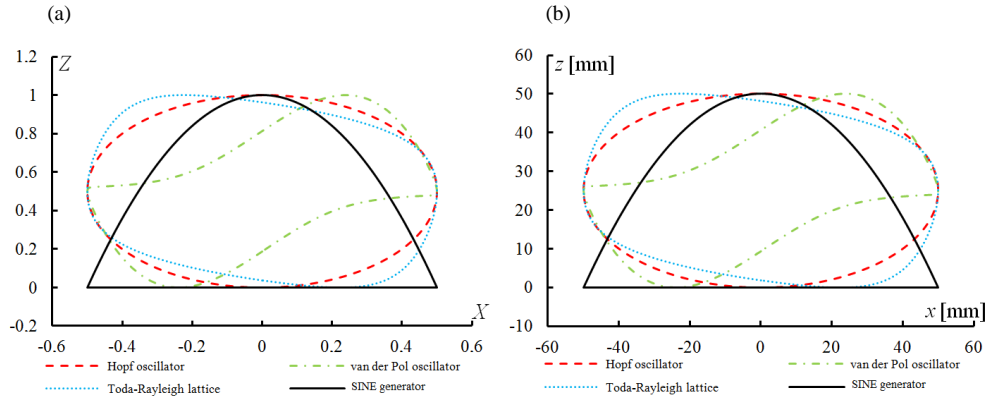 (a)
(b)
1.2
1
0.8
0.6
0.4
0.2
0
-0.2
Z
X
-0.6 -0.4 -0.2 0 0.2 0.4 0.6
Hopf oscillator
van der Pol oscillator
Toda-Rayleigh lattice
SINE generator
60
50
40
30
20
10
0
-10
z [mm]
x [mm]
-60 -40 -20 0 20 40 60
Hopf oscillator
van der Pol oscillator
Toda-Rayleigh lattice
SINE generator